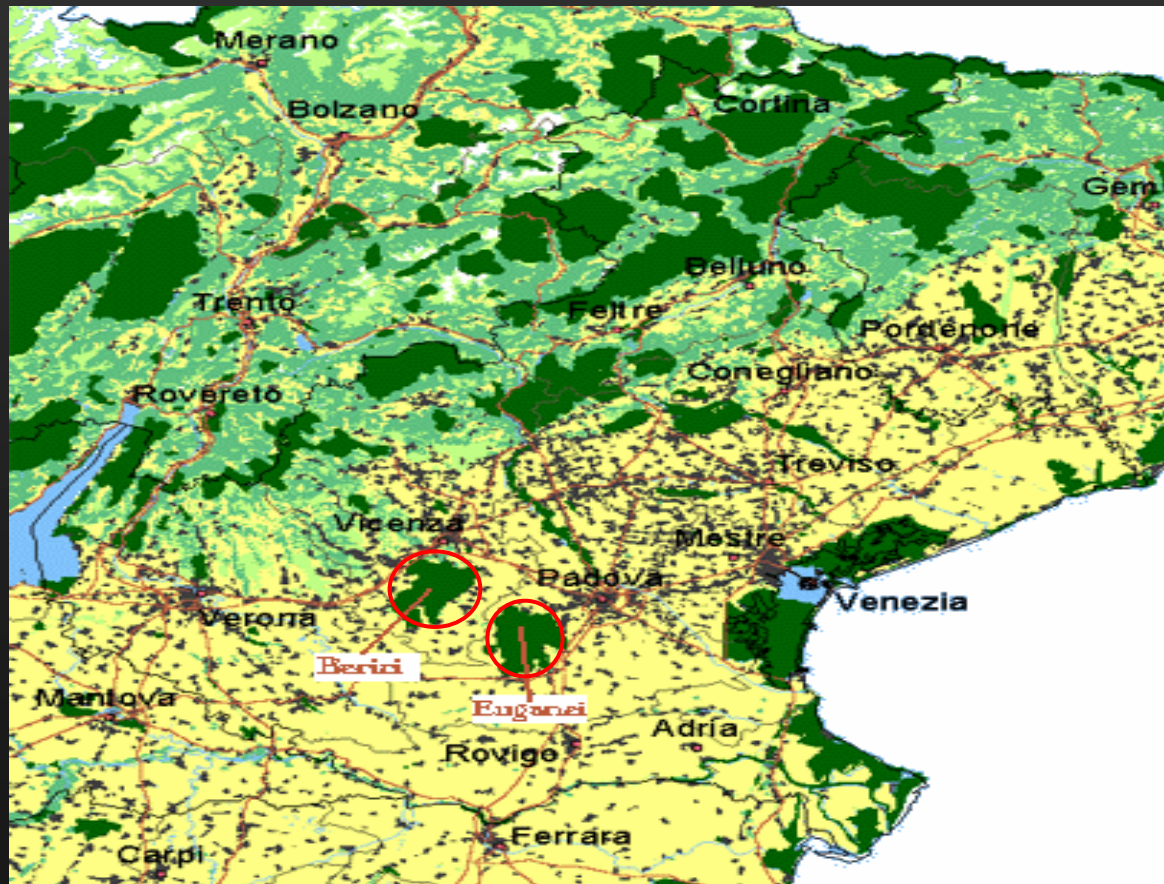 Merano
Bolzano
Cortina
Gem
Belluno
Trento
Feltre
Pordenone
Conegliano
Rovereto
Treviso
Vicenza
Mestre
Padova
Venezia
Verona
Berici
Mantova
Euganei
Adria
Rovigo
Ferrara
Carpi